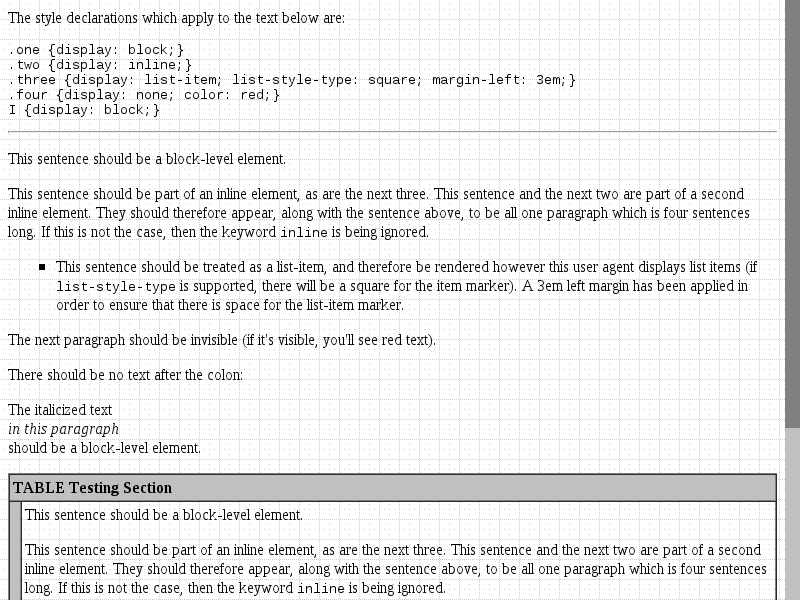 The style declarations which apply to the text below are:
.one {display: block;}
.two {display: inline;}
.three {display: list-item; list-style-type: square; margin-left: 3em;}
.four {display: none; color: red;}
I {display: block;}
This sentence should be a block-level element.
This sentence should be part of an inline element, as are the next three. This sentence and the next two are part of a second
inline element. They should therefore appear, along with the sentence above, to be all one paragraph which is four sentences
long. If this is not the case, then the keyword inline is being ignored.
This sentence should be treated as a list-item, and therefore be rendered however this user agent displays list items (if
list-style-type is supported, there will be a square for the item marker). A 3em left margin has been applied in
order to ensure that there is space for the list-item marker.
The next paragraph should be invisible (if it's visible, you'll see red text).
There should be no text after the colon:
The italicized text
in this paragraph
should be a block-level element.
TABLE Testing Section
This sentence should be a block-level element.
This sentence should be part of an inline element, as are the next three. This sentence and the next two are part of a second
inline element. They should therefore appear, along with the sentence above, to be all one paragraph which is four sentences
long. If this is not the case, then the keyword inline is being ignored.